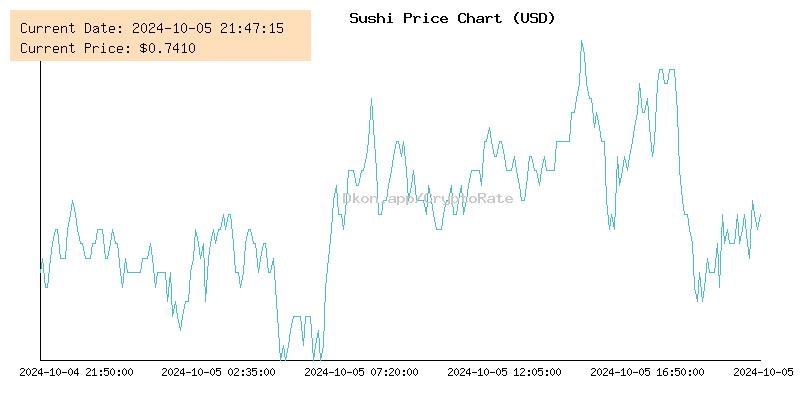 Sushi Price Chart (USD)
Current Date: 2024-10-05 21:47:15
Current Price: $0.7410
Dkon.app/CryptoRate
2024-10-04 21:50:00 2024-10-05 02:35:00 2024-10-05 07:20:00 2024-10-05 12:05:00 2024-10-05 16:50:00 2024-10-05